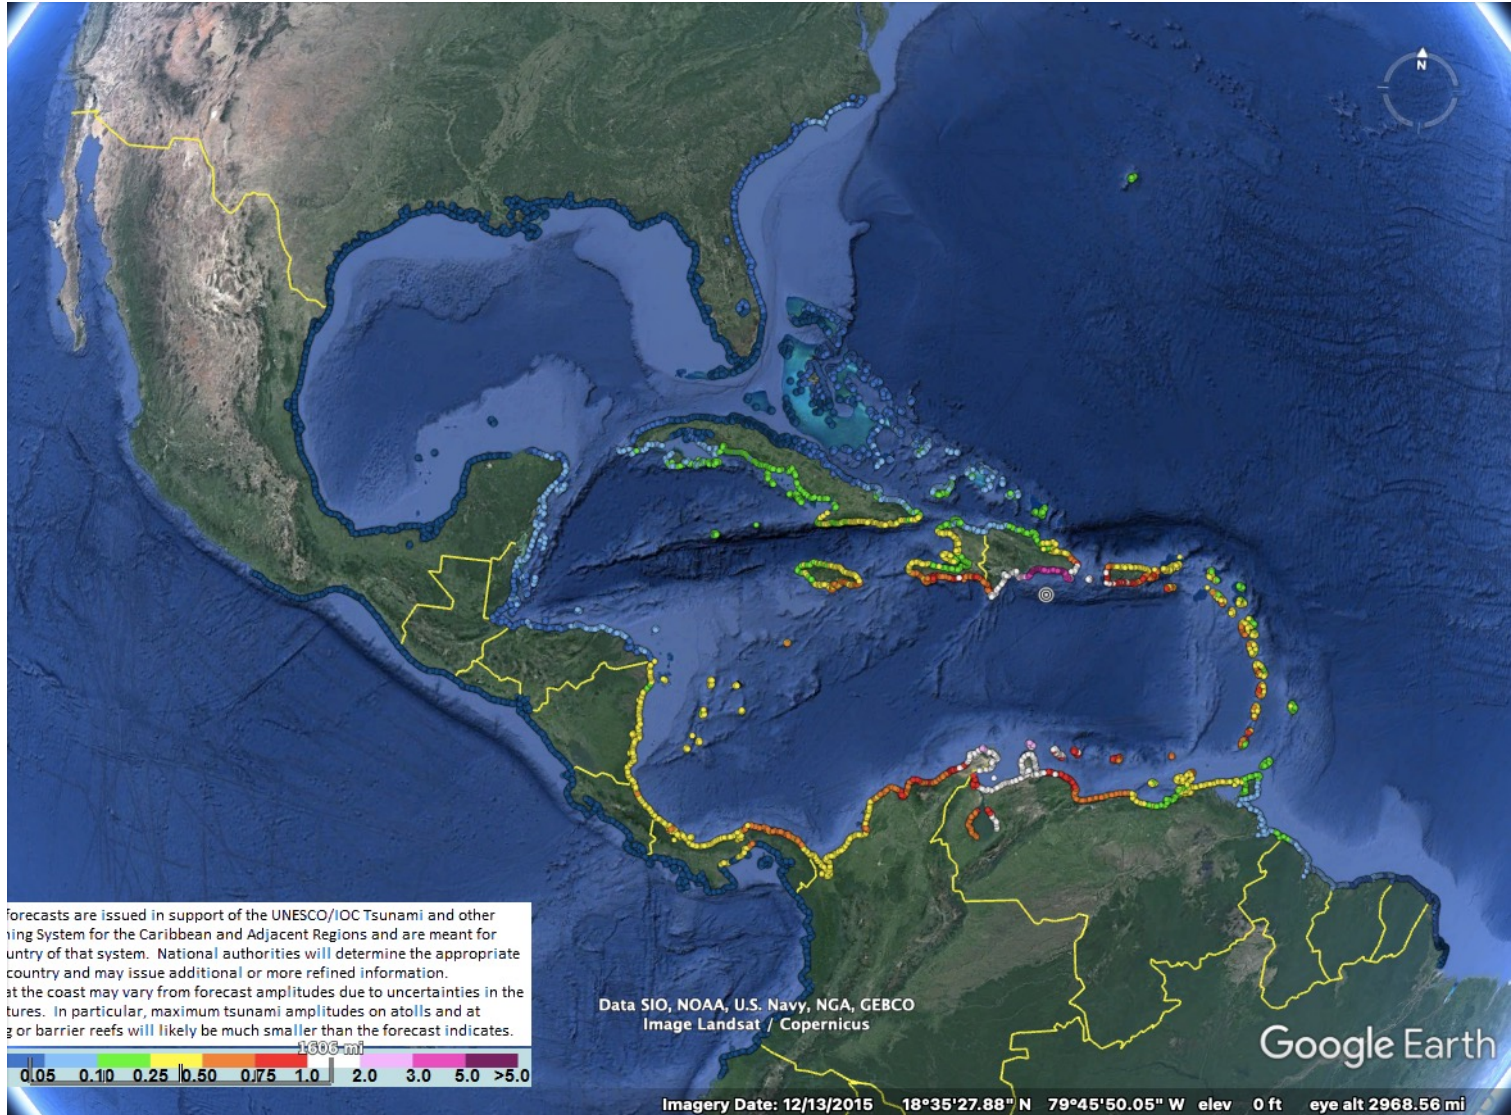 N
forecasts are issued in support of the UNESCO/IOC Tsunami and other
ning System for the Caribbean and Adjacent Regions and are meant for
untry of that system. National authorities will determine the appropriate
country and may issue additional or more refined information.
at the coast may vary from forecast amplitudes due to uncertainties in the
tures. In particular, maximum tsunami amplitudes on atolls and at
g or barrier reefs will likely be much smaller than the forecast indicates.
1606 mi
0.05 0.10 0.25 0.50 0.75 1.0 2.0 3.0 5.0 >5.0
Data SIO, NOAA, U.S. Navy, NGA, GEBCO
Image Landsat / Copernicus
Google Earth
Imagery Date: 12/13/2015 18°35'27.88" N 79°45'50.05" W elev 0 ft eye alt 2968.56 mi